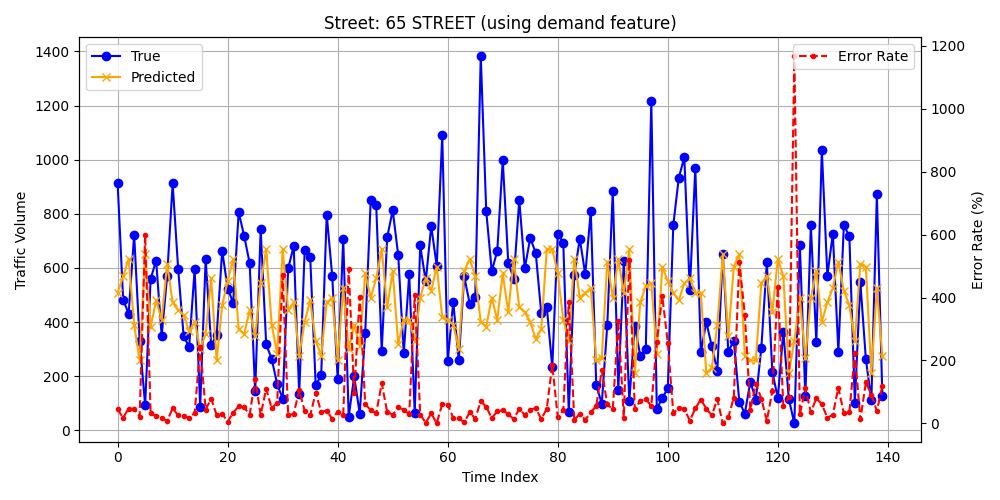 Street: 65 STREET (using demand feature)
True
Predicted
Error Rate
1400
1200
1000
800
600
400
200
0
Traffic Volume
1200
1000
800
600
400
200
0
Error Rate (%)
0 20 40 60 80 100 120 140
Time Index